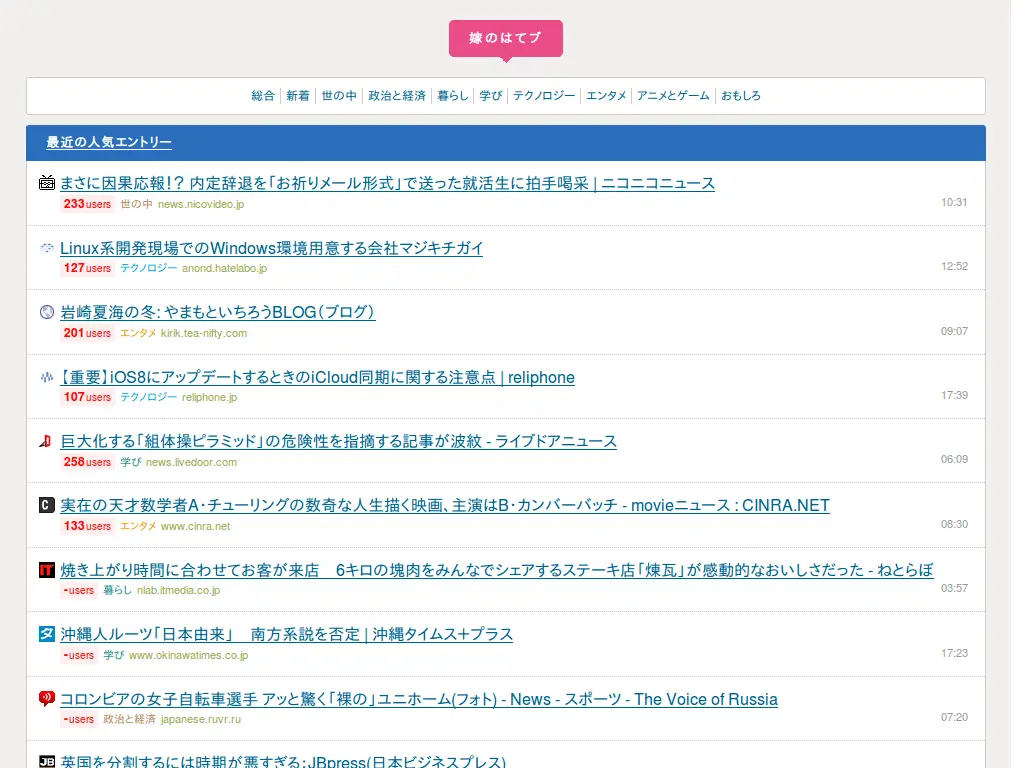 嫁のはてブ
総合 新着 世の中 政治と経済 暮らし 学び テクノロジー エンタメ アニメとゲーム おもしろ
最近の人気エントリー
まさに因果応報!? 内定辞退を「お祈りメール形式」で送った就活生に拍手喝采 | ニコニコニュース
233users 世の中 news.nicovideo.jp 10:31
Linux系開発現場でのWindows環境用意する会社マジキチガイ
127users テクノロジー anond.hatelabo.jp 12:52
岩崎夏海の冬: やまもといちろうBLOG(ブログ)
201users エンタメ kirik.tea-nifty.com 09:07
【重要】iOS8にアップデートするときのiCloud同期に関する注意点 | reliphone
107users テクノロジー reliphone.jp 17:39
巨大化する「組体操ピラミッド」の危険性を指摘する記事が波紋 - ライブドアニュース
258users 学び news.livedoor.com 06:09
実在の天才数学者A・チューリングの数奇な人生描く映画、主演はB・カンバーバッチ - movieニュース : CINRA.NET
133users エンタメ www.cinra.net 08:30
焼き上がり時間に合わせてお客が来店　6キロの塊肉をみんなでシェアするステーキ店「煉瓦」が感動的なおいしさだった - ねとらぼ
-users 暮らし nlab.itmedia.co.jp 03:57
沖縄人ルーツ「日本由来」　南方系説を否定 | 沖縄タイムス＋プラス
-users 学び www.okinawatimes.co.jp 17:23
コロンビアの女子自転車選手 アッと驚く「裸の」ユニホーム(フォト) - News - スポーツ - The Voice of Russia
-users 政治と経済 japanese.ruvr.ru 07:20
英国を分割するには時期が悪すぎる：JBpress(日本ビジネスプレス)